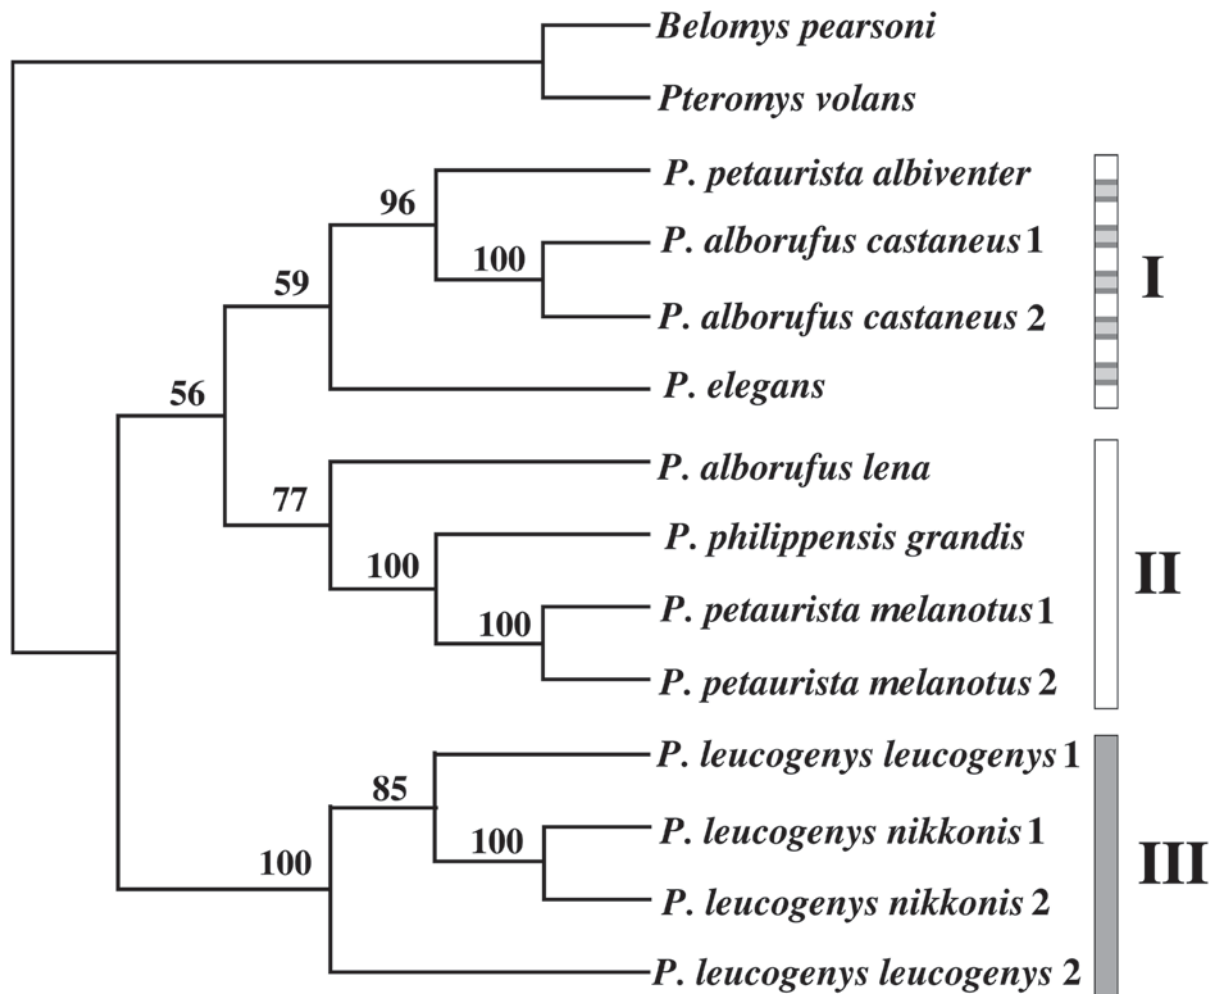 Belomys pearsoni
Pteromys volans
P. petaurista albiventer
96
P. alborufus castaneus 1
100
59
I
P. alborufus castaneus 2
P. elegans
56
P. alborufus lena
77
P. philippensis grandis
100
II
P. petaurista melanotus 1
100
P. petaurista melanotus 2
P. leucogenys leucogenys 1
85
P. leucogenys nikkonis 1
100
100
III
P. leucogenys nikkonis 2
P. leucogenys leucogenys 2